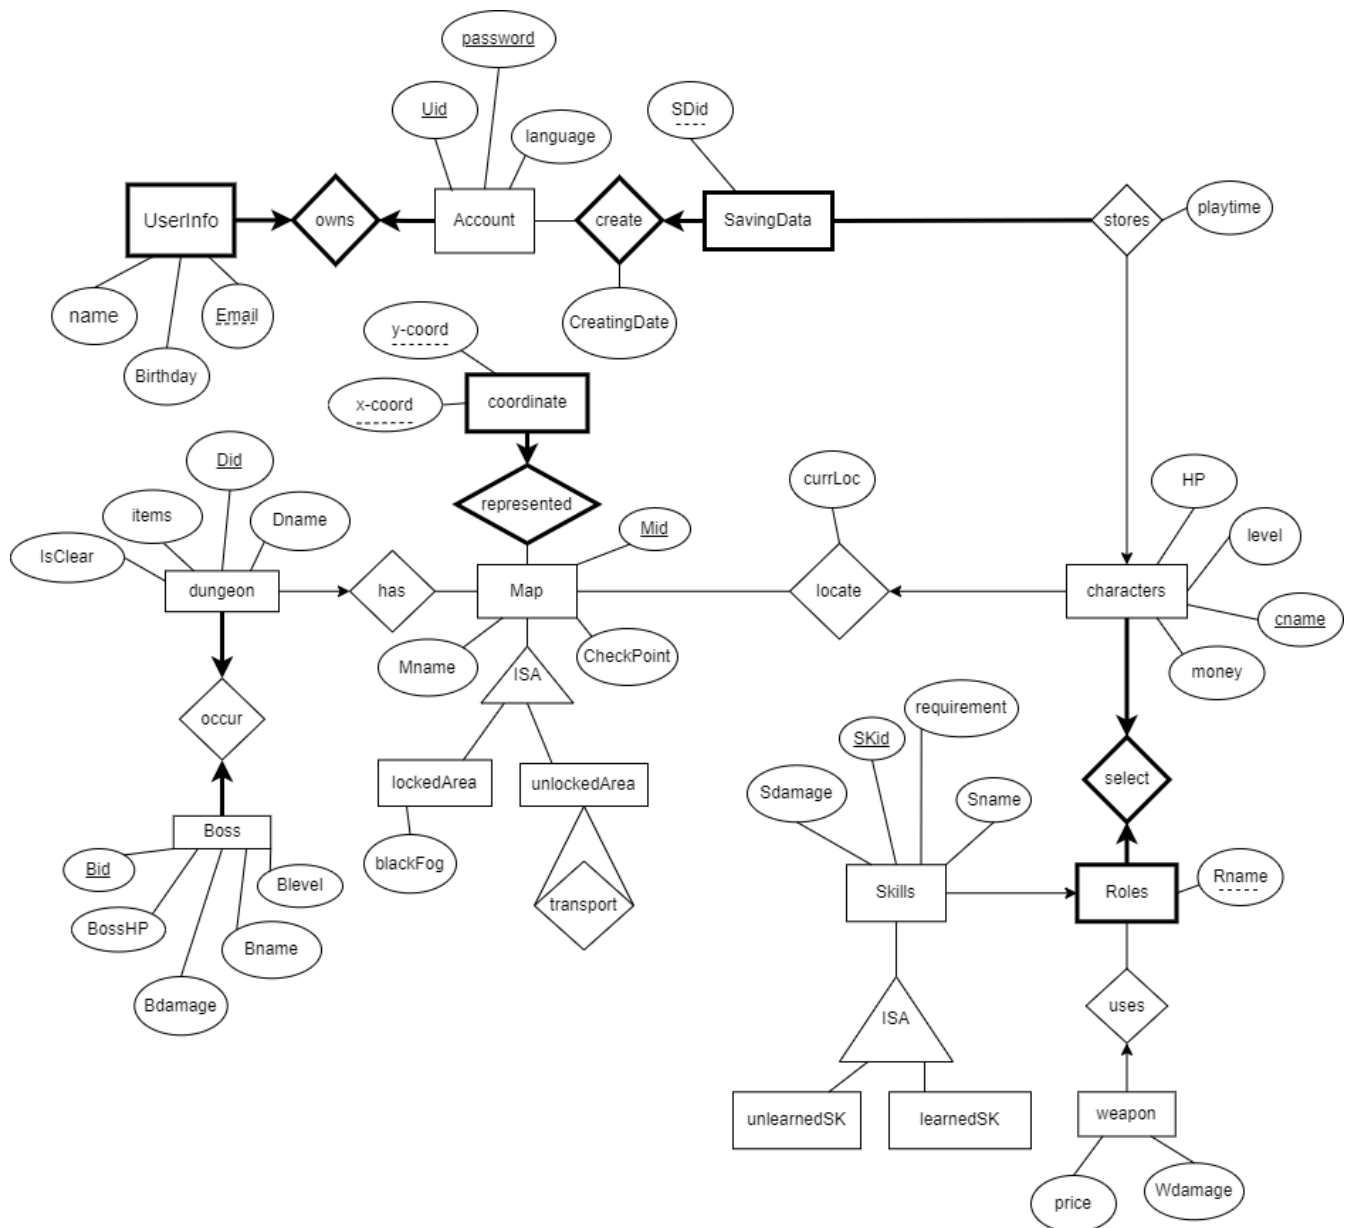 password
Uid
SDid
language
UserInfo
owns
Account
create
SavingData
stores
playtime
name
Email
CreatingDate
Birthday
y-coord
x-coord
coordinate
Did
currLoc
HP
items
Dname
represented
Mid
level
IsClear
dungeon
has
Map
locate
characters
cname
Mname
ISA
CheckPoint
money
occur
requirement
SKid
lockedArea
unlockedArea
Sdamage
Sname
select
Boss
blackFog
Bid
Blevel
transport
Skills
Roles
Rname
BossHP
Bname
Bdamage
ISA
uses
unlearnedSK
learnedSK
weapon
price
Wdamage